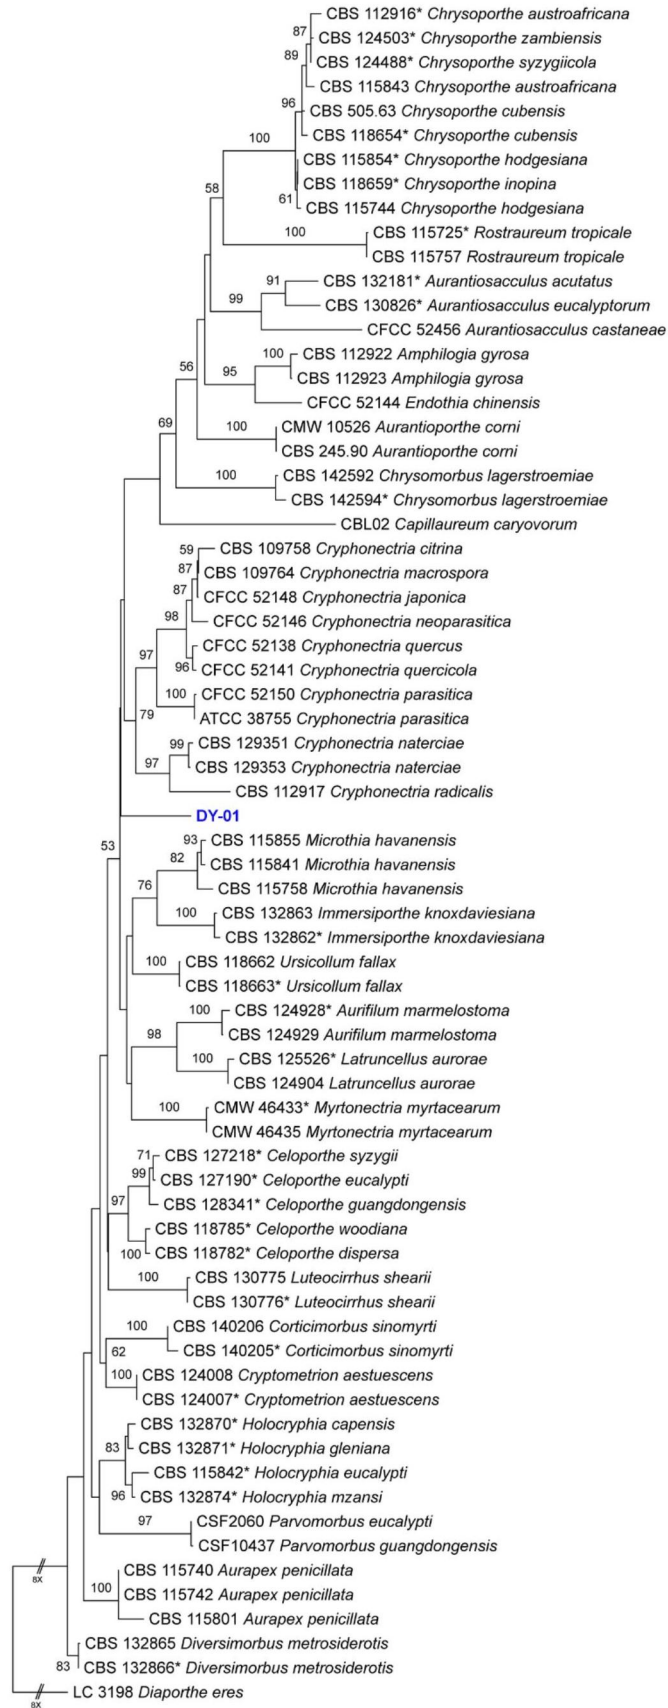 CBS 112916* Chrysoporthe austroafricana
87
CBS 124503* Chrysoporthe zambiensis
89
CBS 124488* Chrysoporthe syzygiicola
CBS 115843 Chrysoporthe austroafricana
96
CBS 505.63 Chrysoporthe cubensis
CBS 118654* Chrysoporthe cubensis
100
CBS 115854* Chrysoporthe hodgesiana
CBS 118659* Chrysoporthe inopina
58
61
CBS 115744 Chrysoporthe hodgesiana
100
CBS 115725* Rostraureum tropicale
CBS 115757 Rostraureum tropicale
91
CBS 132181* Aurantiosacculus acutatus
99
CBS 130826* Aurantiosacculus eucalyptorum
CFCC 52456 Aurantiosacculus castaneae
100
CBS 112922 Amphilogia gyrosa
56
95
CBS 112923 Amphilogia gyrosa
CFCC 52144 Endothia chinensis
69
100
CMW 10526 Aurantioporthe corni
CBS 245.90 Aurantioporthe corni
100
CBS 142592 Chrysomorbus lagerstroemiae
CBS 142594* Chrysomorbus lagerstroemiae
CBL02 Capillaureum caryovorum
59
CBS 109758 Cryphonectria citrina
87
CBS 109764 Cryphonectria macrospora
87
CFCC 52148 Cryphonectria japonica
98
CFCC 52146 Cryphonectria neoparasitica
CFCC 52138 Cryphonectria quercus
97
96
CFCC 52141 Cryphonectria quercicola
100
CFCC 52150 Cryphonectria parasitica
79
ATCC 38755 Cryphonectria parasitica
99
CBS 129351 Cryphonectria naterciae
97
CBS 129353 Cryphonectria naterciae
CBS 112917 Cryphonectria radicalis
DY-01
53
93
CBS 115855 Microthia havanensis
82
CBS 115841 Microthia havanensis
76
CBS 115758 Microthia havanensis
100
CBS 132863 Immersiporthe knoxdaviesiana
CBS 132862* Immersiporthe knoxdaviesiana
100
CBS 118662 Ursicollum fallax
CBS 118663* Ursicollum fallax
100
CBS 124928* Aurifilum marmelostoma
98
CBS 124929 Aurifilum marmelostoma
100
CBS 125526* Latruncellus aurorae
CBS 124904 Latruncellus aurorae
100
CMW 46433* Myrtonectria myrtacearum
CMW 46435 Myrtonectria myrtacearum
71
CBS 127218* Celoporthe syzygii
99
CBS 127190* Celoporthe eucalypti
97
CBS 128341* Celoporthe guangdongensis
CBS 118785* Celoporthe woodiana
100
CBS 118782* Celoporthe dispersa
100
CBS 130775 Luteocirrhus shearii
CBS 130776* Luteocirrhus shearii
100
CBS 140206 Corticimorbus sinomyrti
62
CBS 140205* Corticimorbus sinomyrti
100
CBS 124008 Cryptometrion aestuescens
CBS 124007* Cryptometrion aestuescens
CBS 132870* Holocryphia capensis
83
CBS 132871* Holocryphia gleniana
CBS 115842* Holocryphia eucalypti
96
CBS 132874* Holocryphia mzansi
97
CSF2060 Parvomorbus eucalypti
CSF10437 Parvomorbus guangdongensis
8X
CBS 115740 Aurapex penicillata
100
CBS 115742 Aurapex penicillata
CBS 115801 Aurapex penicillata
CBS 132865 Diversimorbus metrosiderotis
83
CBS 132866* Diversimorbus metrosiderotis
8X
LC 3198 Diaporthe eres